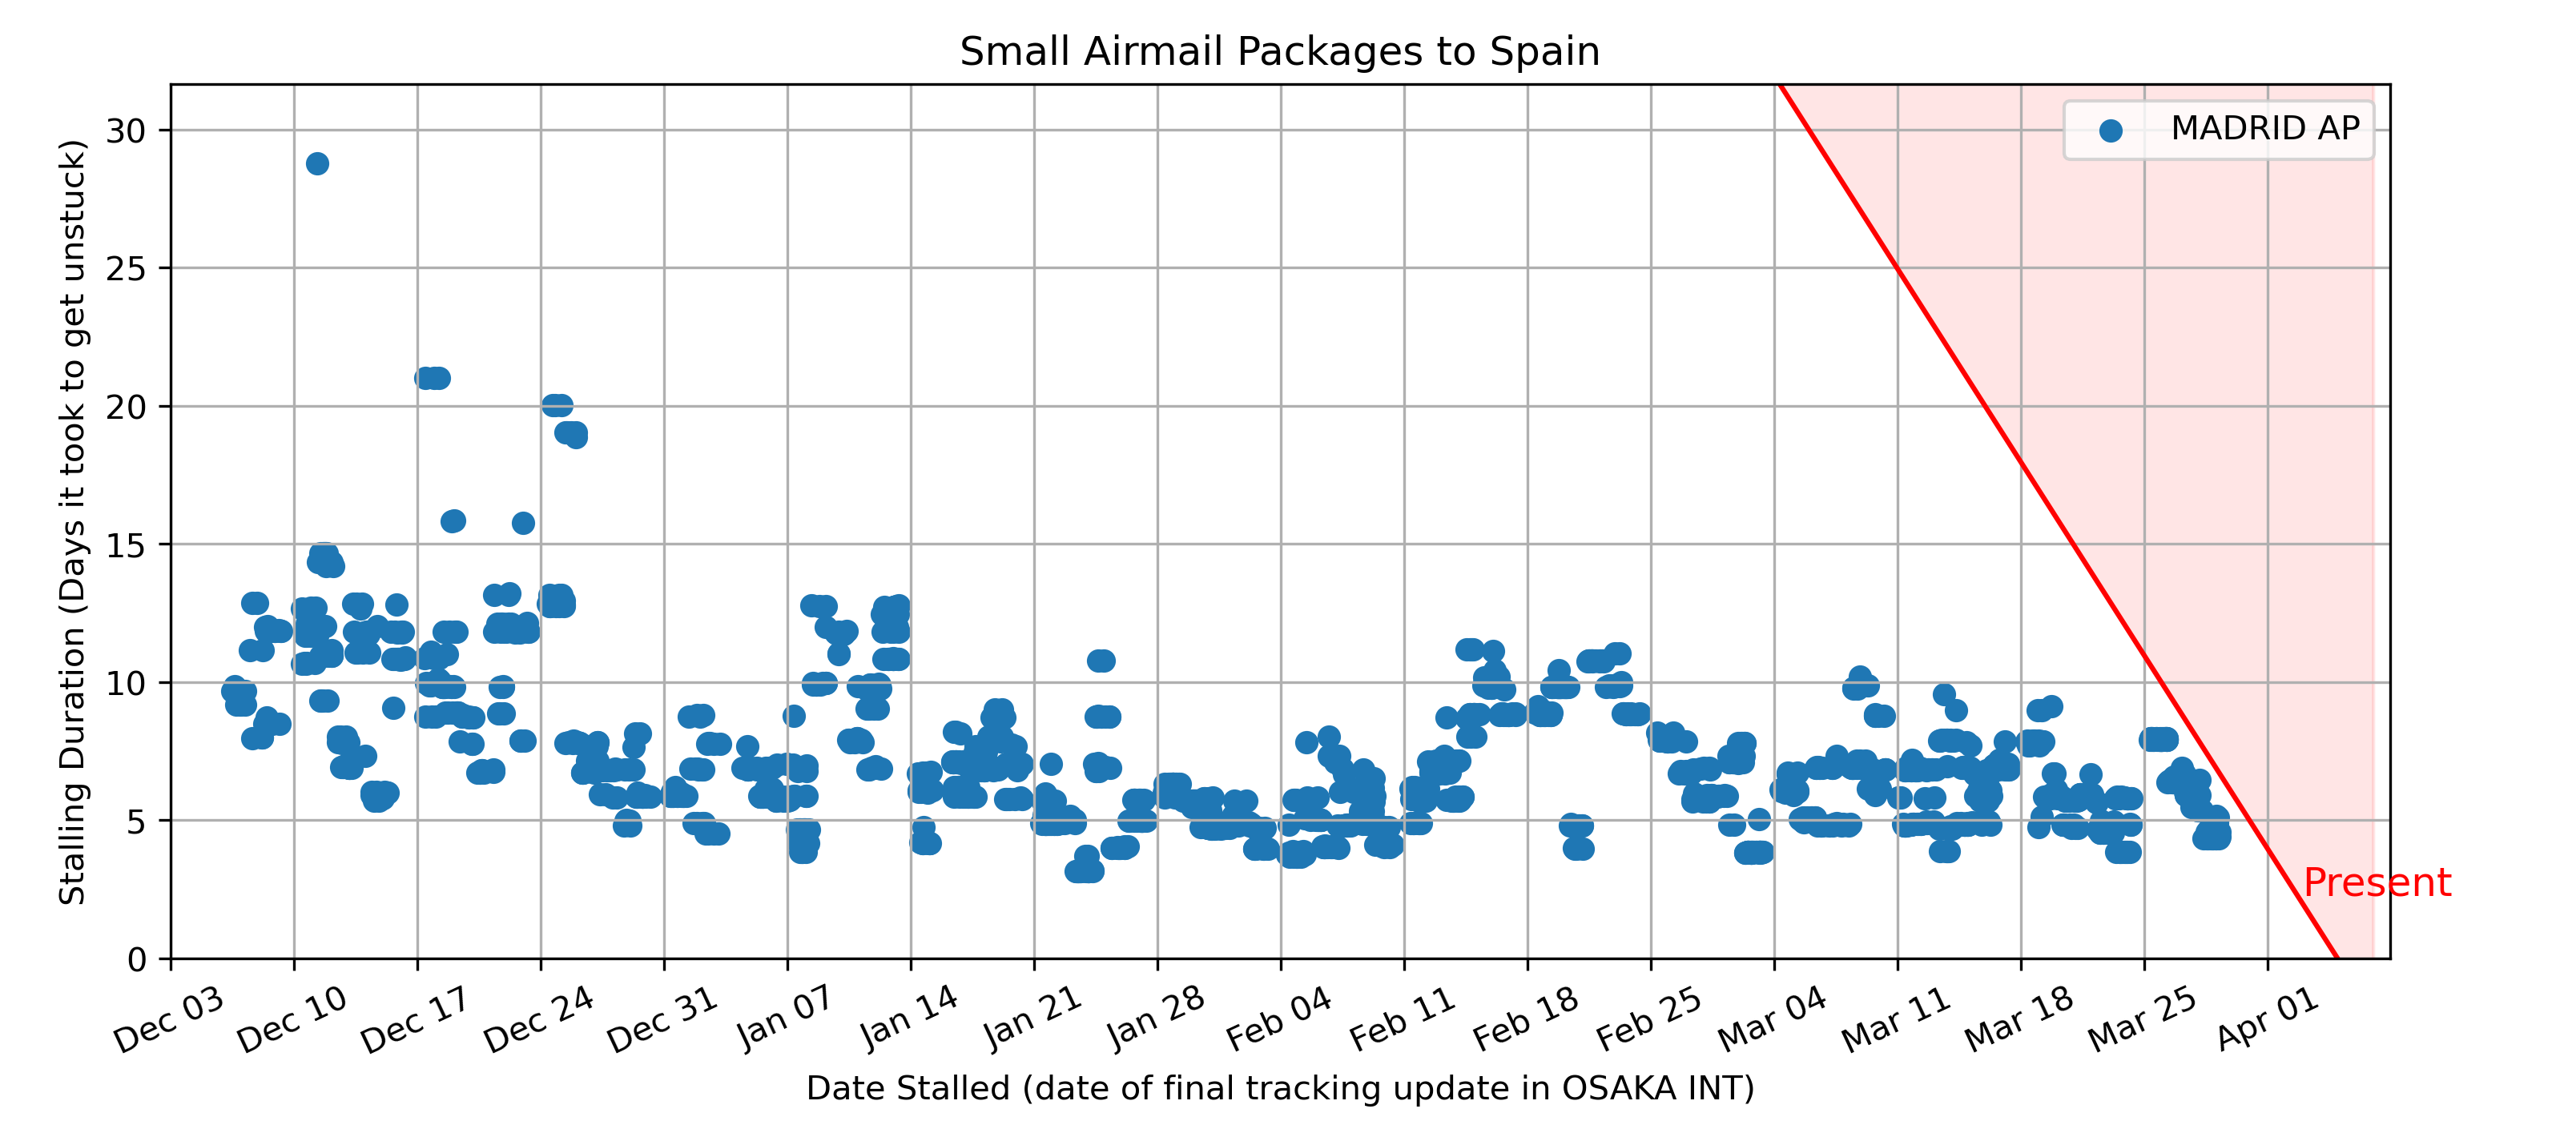 Small Airmail Packages to Spain
MADRID AP
Stalling Duration (Days it took to get unstuck)
30
25
20
15
10
5
0
Present
Dec 03
Dec 10
Dec 17
Dec 24
Dec 31
Jan 07
Jan 14
Jan 21
Jan 28
Feb 04
Feb 11
Feb 18
Feb 25
Mar 04
Mar 11
Mar 18
Mar 25
Apr 01
Date Stalled (date of final tracking update in OSAKA INT)